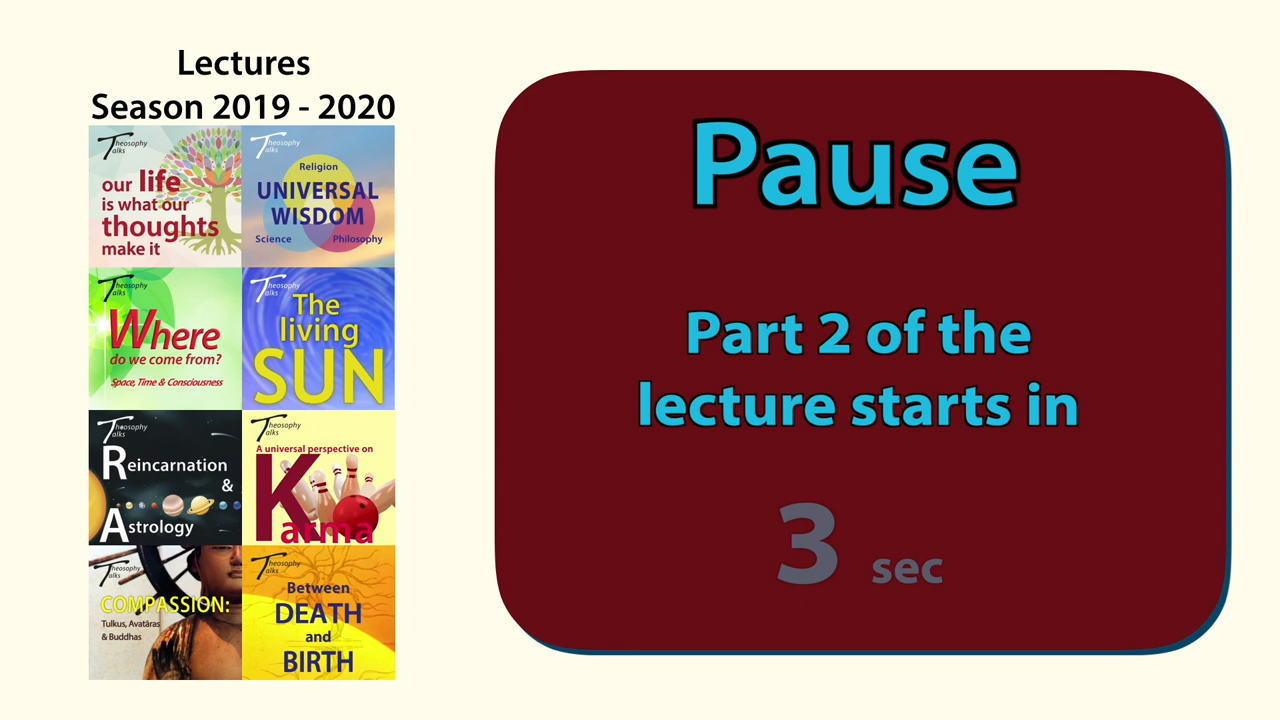 Lectures
Season 2019 - 2020
Theosophy
Talks
our life
is what our
thoughts
make it
Theosophy
Talks
Religion
UNIVERSAL
WISDOM
Science Philosophy
Theosophy
Talks
Where
do we come from?
Space, Time & Consciousness
Theosophy
Talks
The
living
SUN
Theosophy
Talks
Reincarnation
&
Astrology
Theosophy
Talks
A universal perspective on
Karma
Theosophy
Talks
COMPASSION:
Tulkus, Avatāras
& Buddhas
Theosophy
Talks
Between
DEATH
and
BIRTH
Pause
Part 2 of the
lecture starts in
3 sec